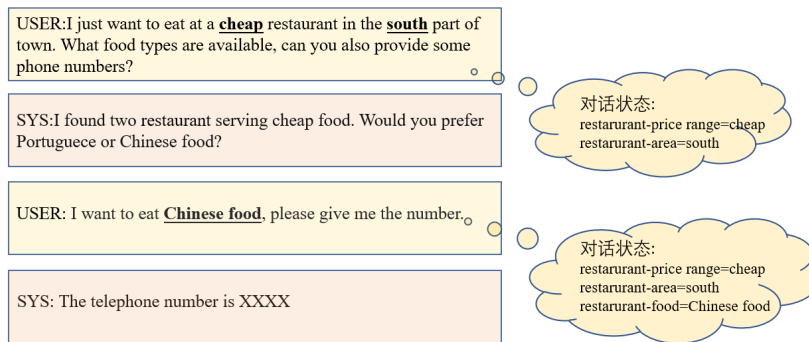 USER:I just want to eat at a cheap restaurant in the south part of
town. What food types are available, can you also provide some
phone numbers?
对话状态:
restarurant-price range=cheap
restarurant-area=south
SYS:I found two restaurant serving cheap food. Would you prefer
Portuguece or Chinese food?
USER: I want to eat Chinese food, please give me the number.
对话状态:
restarurant-price range=cheap
restarurant-area=south
restarurant-food=Chinese food
SYS: The telephone number is XXXX